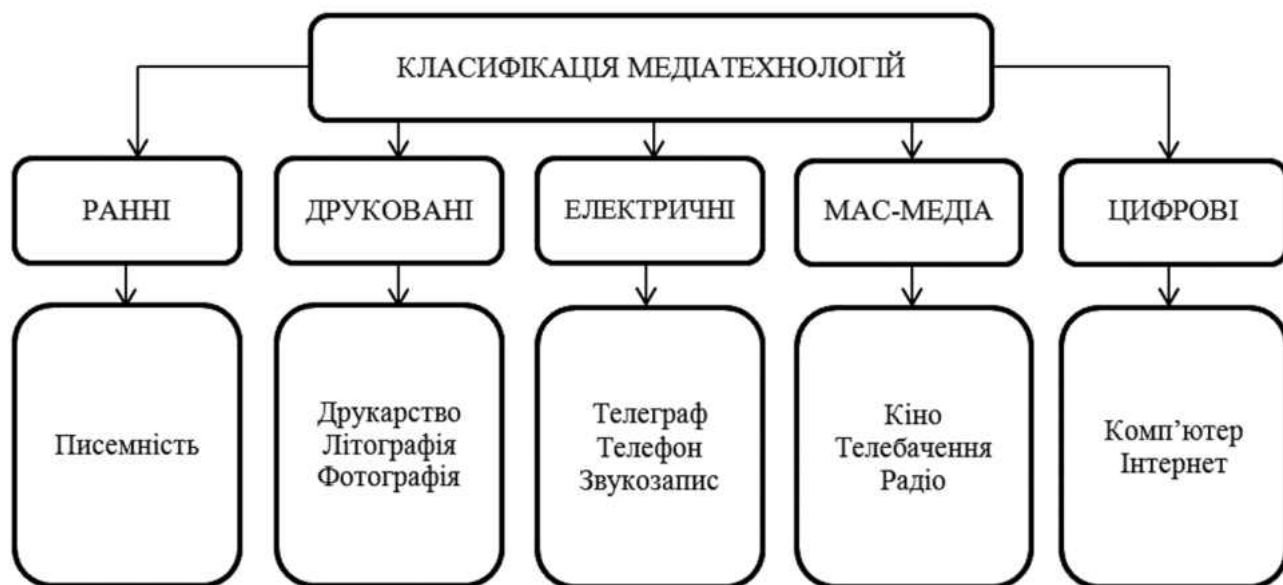 КЛАСИФІКАЦІЯ МЕДІАТЕХНОЛОГІЙ
РАННІ
ДРУКОВАНІ
ЕЛЕКТРИЧНІ
МАС-МЕДІА
ЦИФРОВІ
Писемність
Друкарство
Літографія
Фотографія
Телеграф
Телефон
Звукозапис
Кіно
Телебачення
Радіо
Комп’ютер
Інтернет